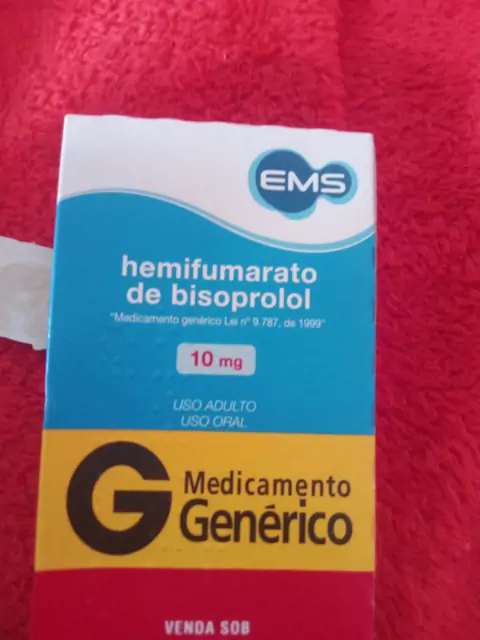 EMS
hemifumarato
de bisoprolol
"Medicamento genérico Lei nº 9.787, de 1999"
10 mg
USO ADULTO
USO ORAL
G Medicamento
Genérico
VENDA SOB